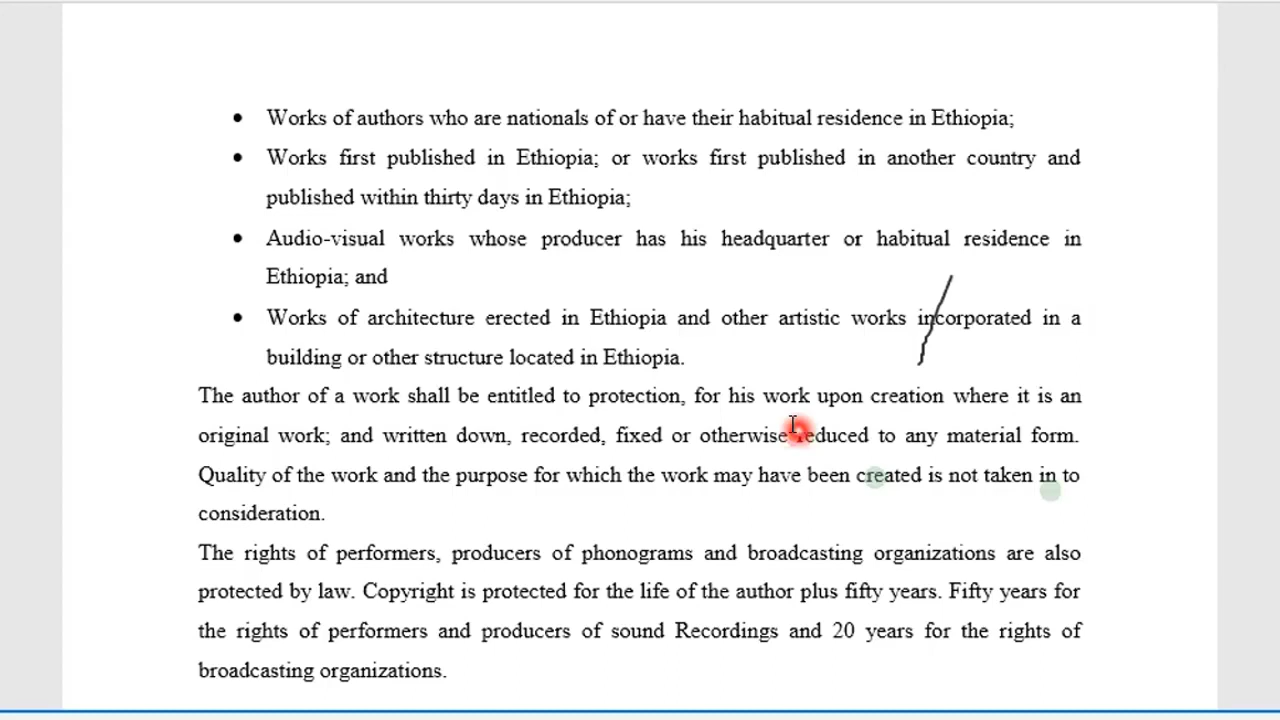 • Works of authors who are nationals of or have their habitual residence in Ethiopia;
• Works first published in Ethiopia; or works first published in another country and
published within thirty days in Ethiopia;
• Audio-visual works whose producer has his headquarter or habitual residence in
Ethiopia; and
• Works of architecture erected in Ethiopia and other artistic works incorporated in a
building or other structure located in Ethiopia.
The author of a work shall be entitled to protection, for his work upon creation where it is an
original work; and written down, recorded, fixed or otherwise reduced to any material form.
Quality of the work and the purpose for which the work may have been created is not taken in to
consideration.
The rights of performers, producers of phonograms and broadcasting organizations are also
protected by law. Copyright is protected for the life of the author plus fifty years. Fifty years for
the rights of performers and producers of sound Recordings and 20 years for the rights of
broadcasting organizations.